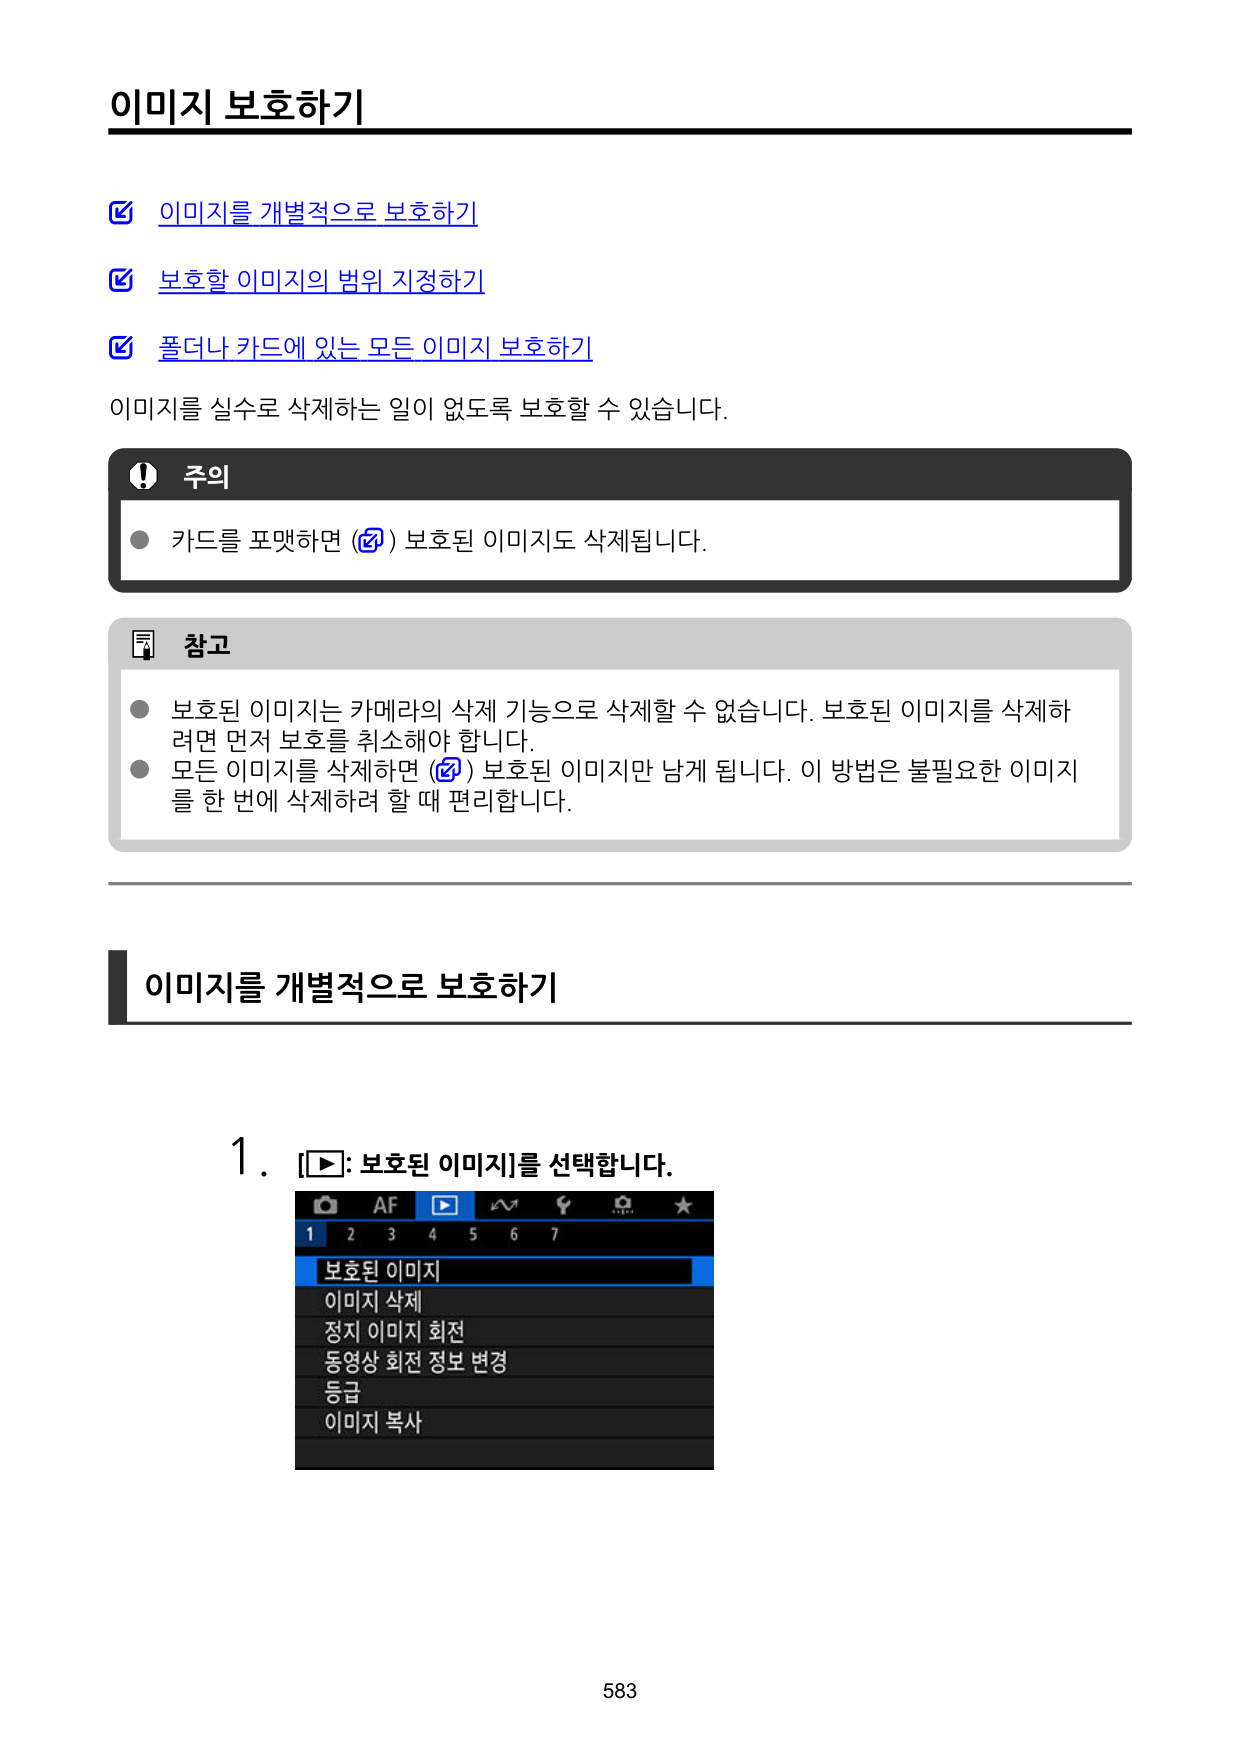 이미지 보호하기
이미지를 개별적으로 보호하기
보호할 이미지의 범위 지정하기
폴더나 카드에 있는 모든 이미지 보호하기
이미지를 실수로 삭제하는 일이 없도록 보호할 수 있습니다.
주의
● 카드를 포맷하면 ( ) 보호된 이미지도 삭제됩니다.
참고
● 보호된 이미지는 카메라의 삭제 기능으로 삭제할 수 없습니다. 보호된 이미지를 삭제하
려면 먼저 보호를 취소해야 합니다.
● 모든 이미지를 삭제하면 ( ) 보호된 이미지만 남게 됩니다. 이 방법은 불필요한 이미지
를 한 번에 삭제하려 할 때 편리합니다.
이미지를 개별적으로 보호하기
1. [▶: 보호된 이미지]를 선택합니다.
AF
1 2 3 4 5 6 7
보호된 이미지
이미지 삭제
정지 이미지 회전
동영상 회전 정보 변경
등급
이미지 복사
583